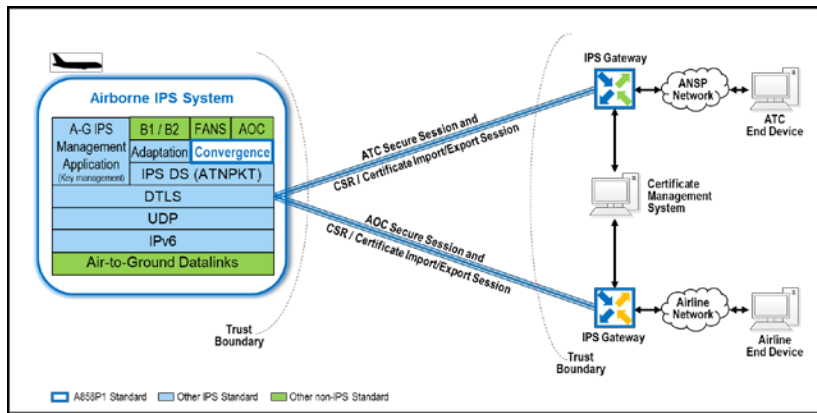 Airborne IPS System
A-G IPS
Management
Application
(Key management)
B1 / B2
FANS
AOC
Adaptation
Convergence
IPS DS (ATNPKT)
DTLS
UDP
IPv6
Air-to-Ground Datalinks
Trust
Boundary
ATC Secure Session and
CSR / Certificate Import/Export Session
AOC Secure Session and
CSR / Certificate Import/Export Session
IPS Gateway
ANSP
Network
ATC
End Device
Certificate
Management
System
IPS Gateway
Airline
Network
Airline
End Device
Trust
Boundary
A858P1 Standard
Other IPS Standard
Other non-IPS Standard